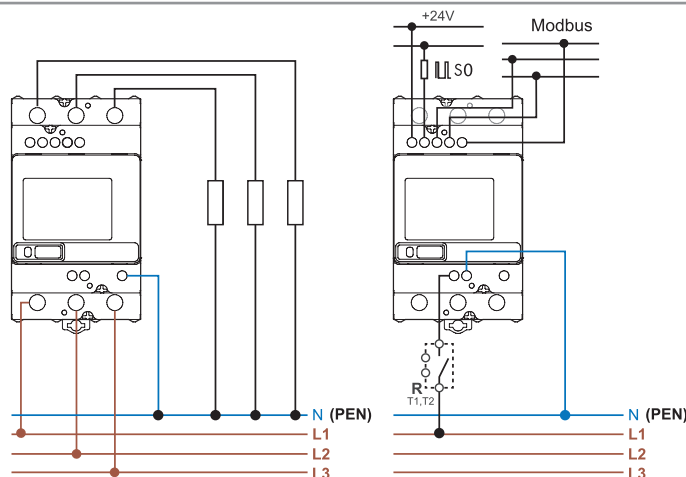 +24V
Modbus
S0
R
T1,T2
N (PEN)
L1
L2
L3
N (PEN)
L1
L2
L3